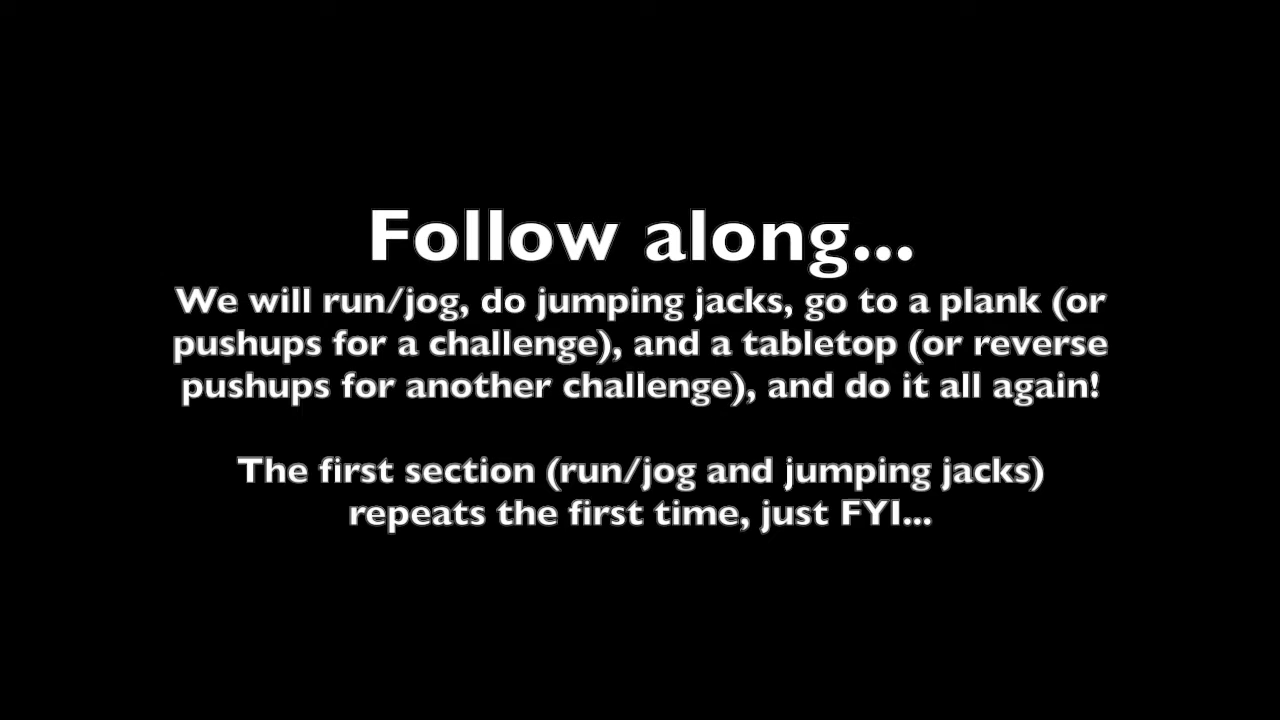 Follow along...
We will run/jog, do jumping jacks, go to a plank (or
pushups for a challenge), and a tabletop (or reverse
pushups for another challenge), and do it all again!
The first section (run/jog and jumping jacks)
repeats the first time, just FYI...